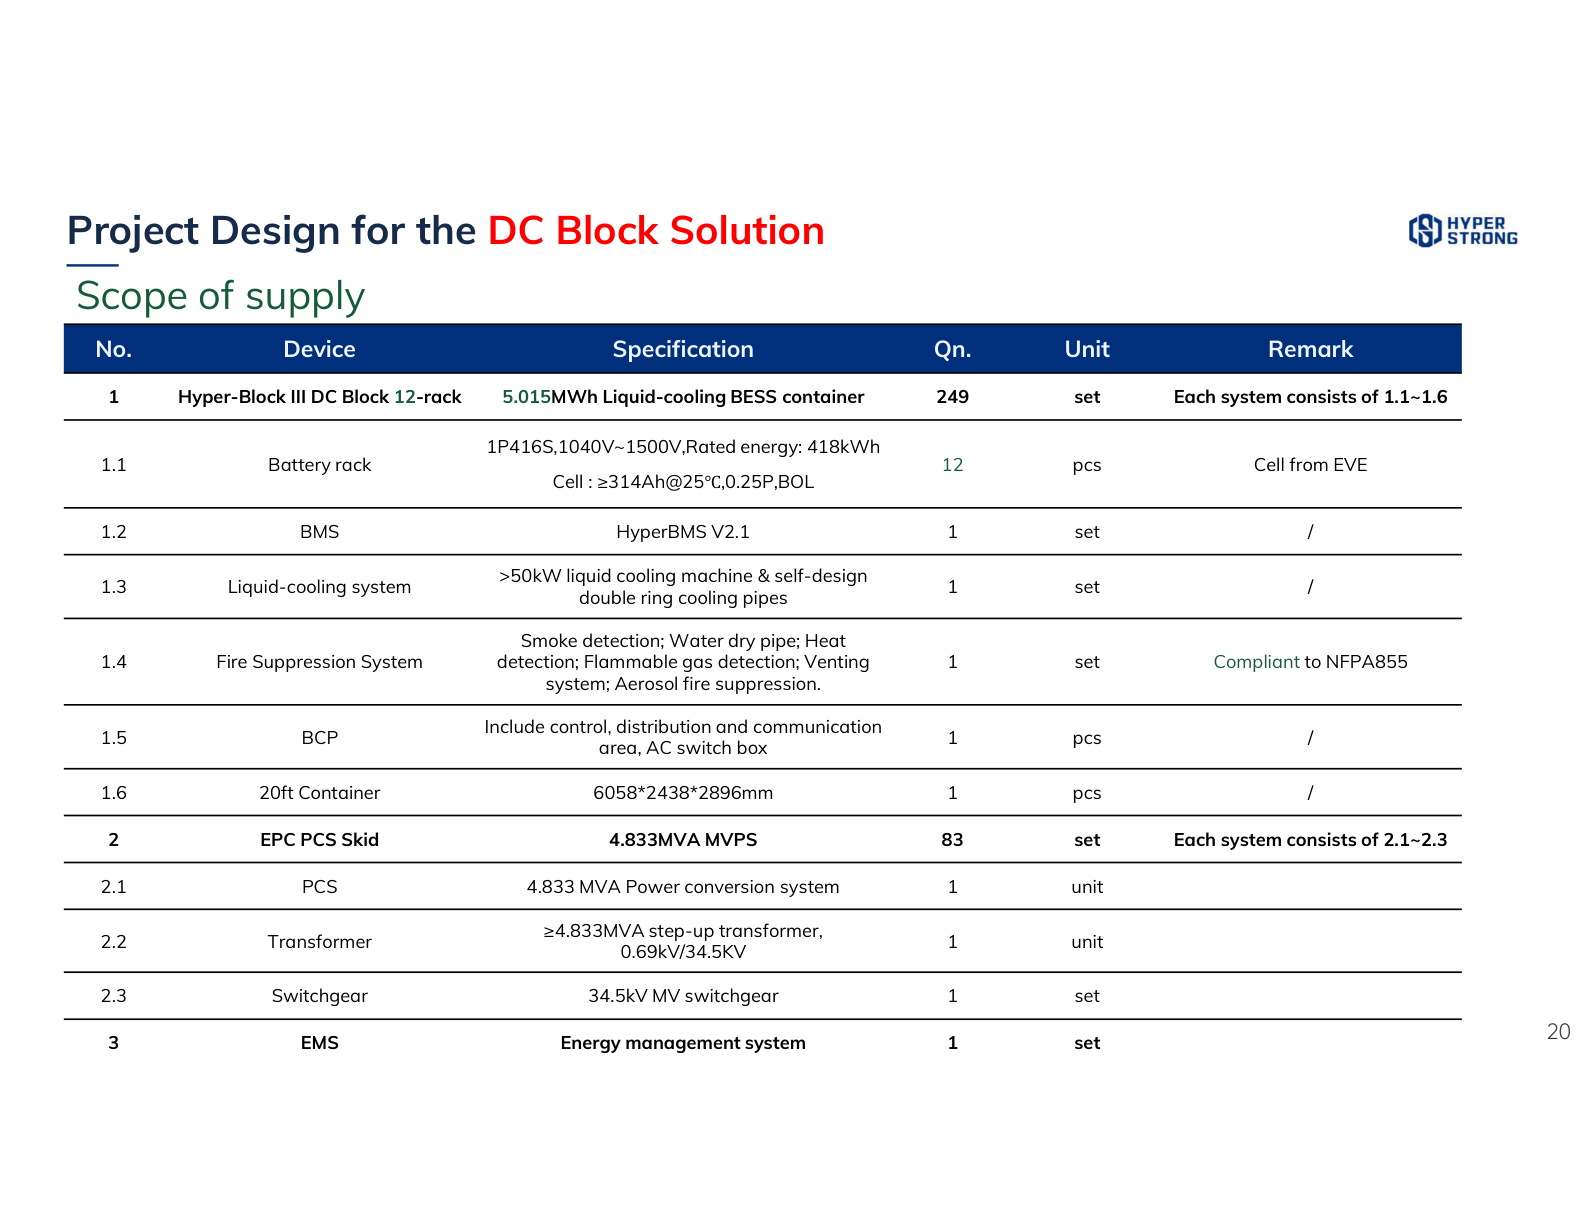 Project Design for the DC Block Solution
HYPER
STRONG
Scope of supply
No. Device Specification Qn. Unit Remark
1 Hyper-Block III DC Block 12-rack 5.015MWh Liquid-cooling BESS container 249 set Each system consists of 1.1~1.6
1.1 Battery rack 1P416S,1040V~1500V,Rated energy: 418kWh 12 pcs Cell from EVE
Cell : ≥314Ah@25℃,0.25P,BOL
1.2 BMS HyperBMS V2.1 1 set /
1.3 Liquid-cooling system >50kW liquid cooling machine & self-design 1 set /
double ring cooling pipes
1.4 Fire Suppression System Smoke detection; Water dry pipe; Heat 1 set Compliant to NFPA855
detection; Flammable gas detection; Venting
system; Aerosol fire suppression.
1.5 BCP Include control, distribution and communication 1 pcs /
area, AC switch box
1.6 20ft Container 6058*2438*2896mm 1 pcs /
2 EPC PCS Skid 4.833MVA MVPS 83 set Each system consists of 2.1~2.3
2.1 PCS 4.833 MVA Power conversion system 1 unit
2.2 Transformer ≥4.833MVA step-up transformer, 1 unit
0.69kV/34.5KV
2.3 Switchgear 34.5kV MV switchgear 1 set
3 EMS Energy management system 1 set
20